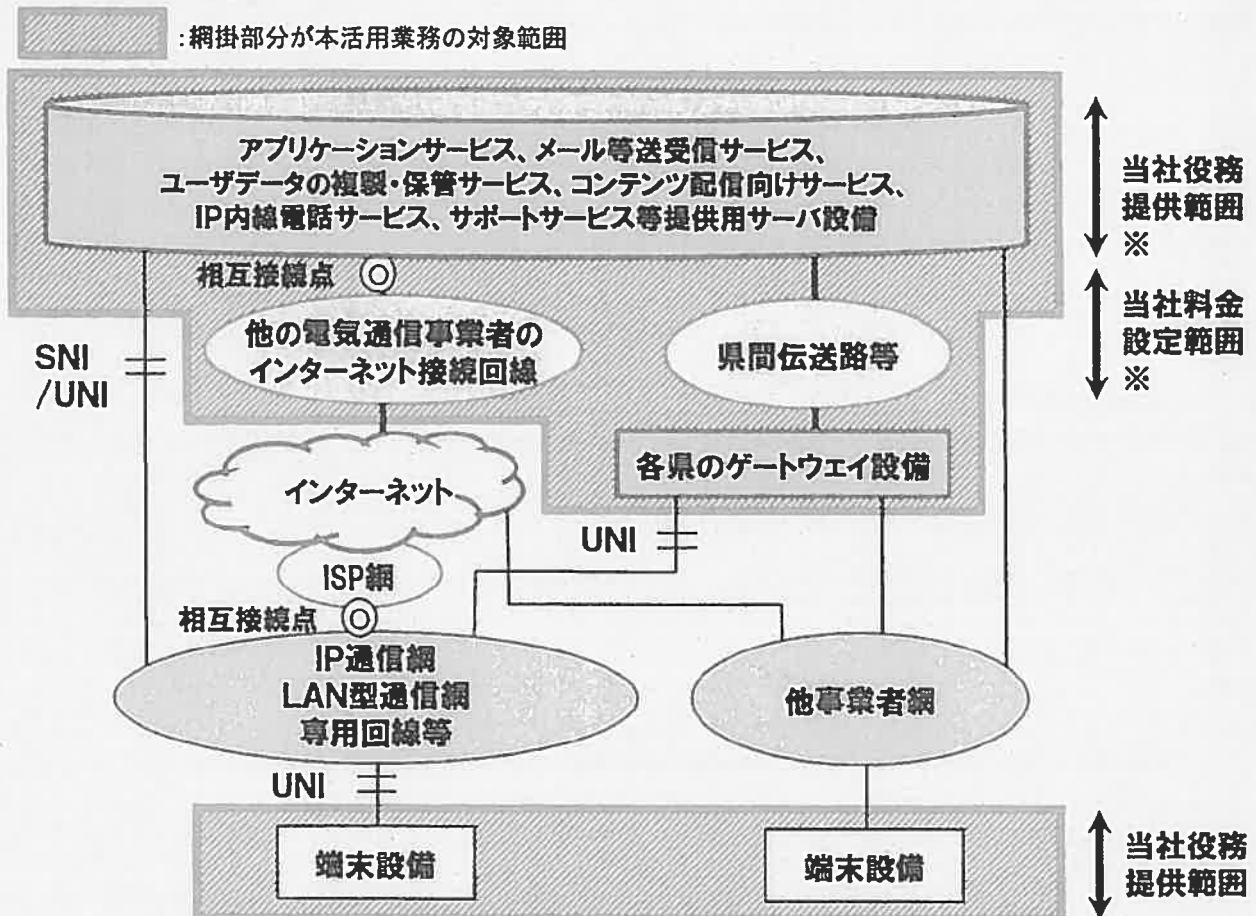 :網掛部分が本活用業務の対象範囲
アプリケーションサービス、メール等送受信サービス、
ユーザデータの複製・保管サービス、コンテンツ配信向けサービス、
IP内線電話サービス、サポートサービス等提供用サーバ設備
当社役務
提供範囲
※
相互接続点
他の電気通信事業者の
インターネット接続回線
県間伝送路等
当社料金
設定範囲
※
SNI
/UNI
各県のゲートウェイ設備
インターネット
UNI
ISP網
相互接続点
IP通信網
LAN型通信網
専用回線等
他事業者網
UNI
端末設備
端末設備
当社役務
提供範囲